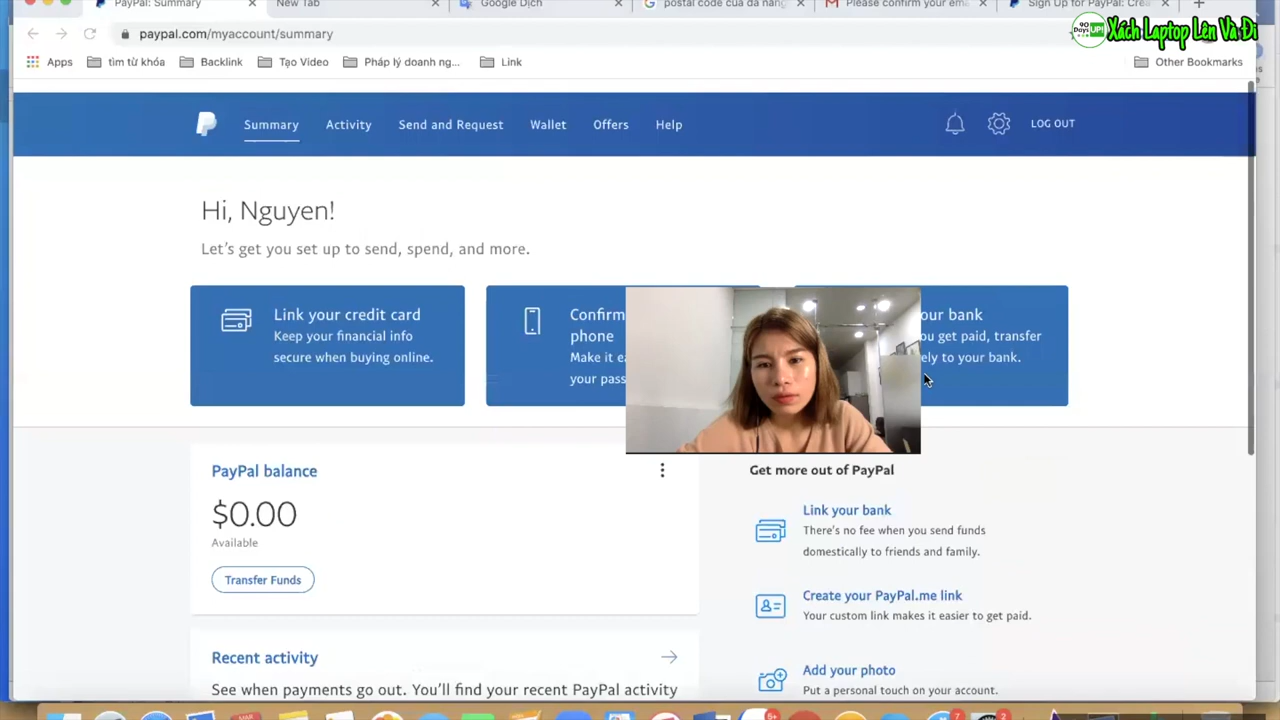 PayPal: Summary
New Tab
Google Dịch
postal code của đà nẵng
Please confirm your ema
Sign Up for PayPal: Crea
90 Days UP!
Xách Laptop Lên Và Đi
paypal.com/myaccount/summary
Apps
từ khóa
Backlink
Tạo Video
Pháp lý doanh ng...
Link
Other Bookmarks
Summary
Activity
Send and Request
Wallet
Offers
Help
LOG OUT
Hi, Nguyen!
Let's get you set up to send, spend, and more.
Link your credit card
Keep your financial info
secure when buying online.
Confirm
phone
Make it ea
your pass
our bank
ou get paid, transfer
ely to your bank.
PayPal balance
$0.00
Available
Transfer Funds
Get more out of PayPal
Link your bank
There's no fee when you send funds
domestically to friends and family.
Create your PayPal.me link
Your custom link makes it easier to get paid.
Add your photo
Put a personal touch on your account.
Recent activity
See when payments go out. You'll find your recent PayPal activity